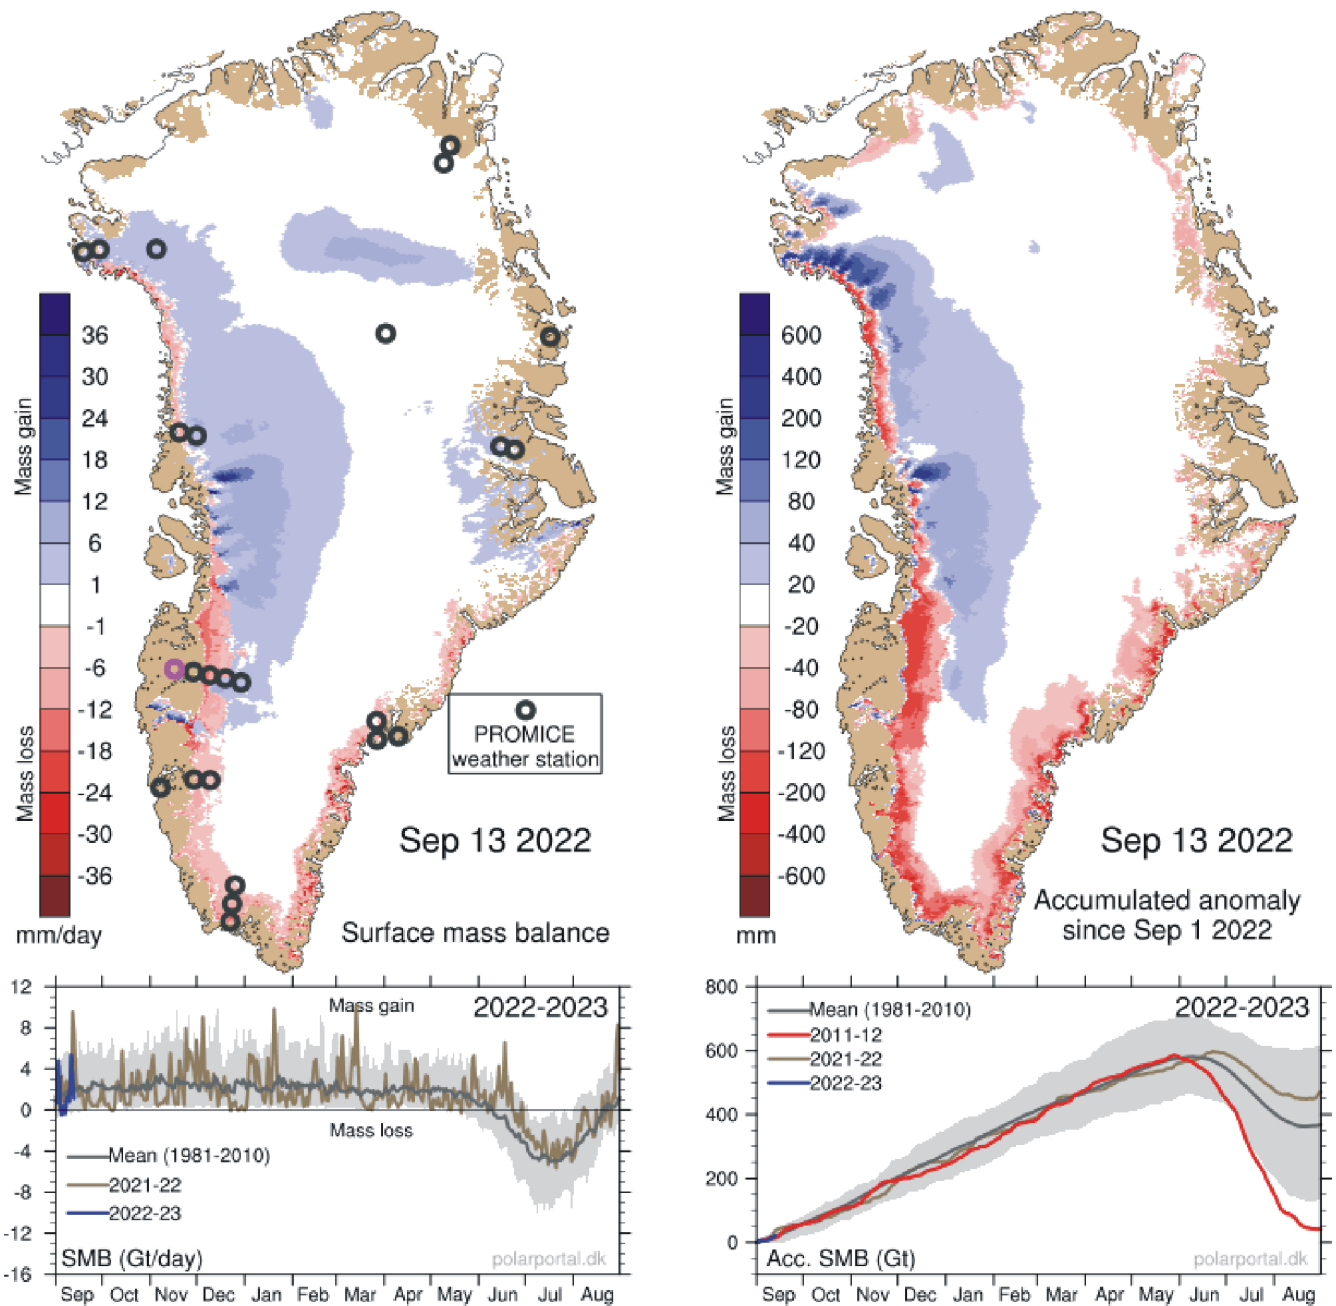 36
30
24
18
12
6
1
-1
-6
-12
-18
-24
-30
-36
mm/day
Mass gain
Mass loss
PROMICE
weather station
Sep 13 2022
Surface mass balance
600
400
200
120
80
40
20
-20
-40
-80
-120
-200
-400
-600
mm
Mass gain
Mass loss
Sep 13 2022
Accumulated anomaly
since Sep 1 2022
12
8
4
0
-4
-8
-12
-16
Mass gain
2022-2023
Mass loss
Mean (1981-2010)
2021-22
2022-23
SMB (Gt/day)
polarportal.dk
Sep Oct Nov Dec Jan Feb Mar Apr May Jun Jul Aug
800
600
400
200
0
Mean (1981-2010)
2022-2023
2011-12
2021-22
2022-23
Acc. SMB (Gt)
polarportal.dk
Sep Oct Nov Dec Jan Feb Mar Apr May Jun Jul Aug